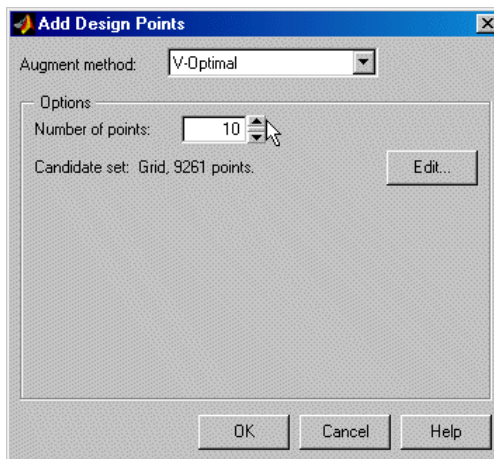 Add Design Points
Augment method: V-Optimal
Options
Number of points: 10
Candidate set: Grid, 9261 points. Edit...
OK Cancel Help